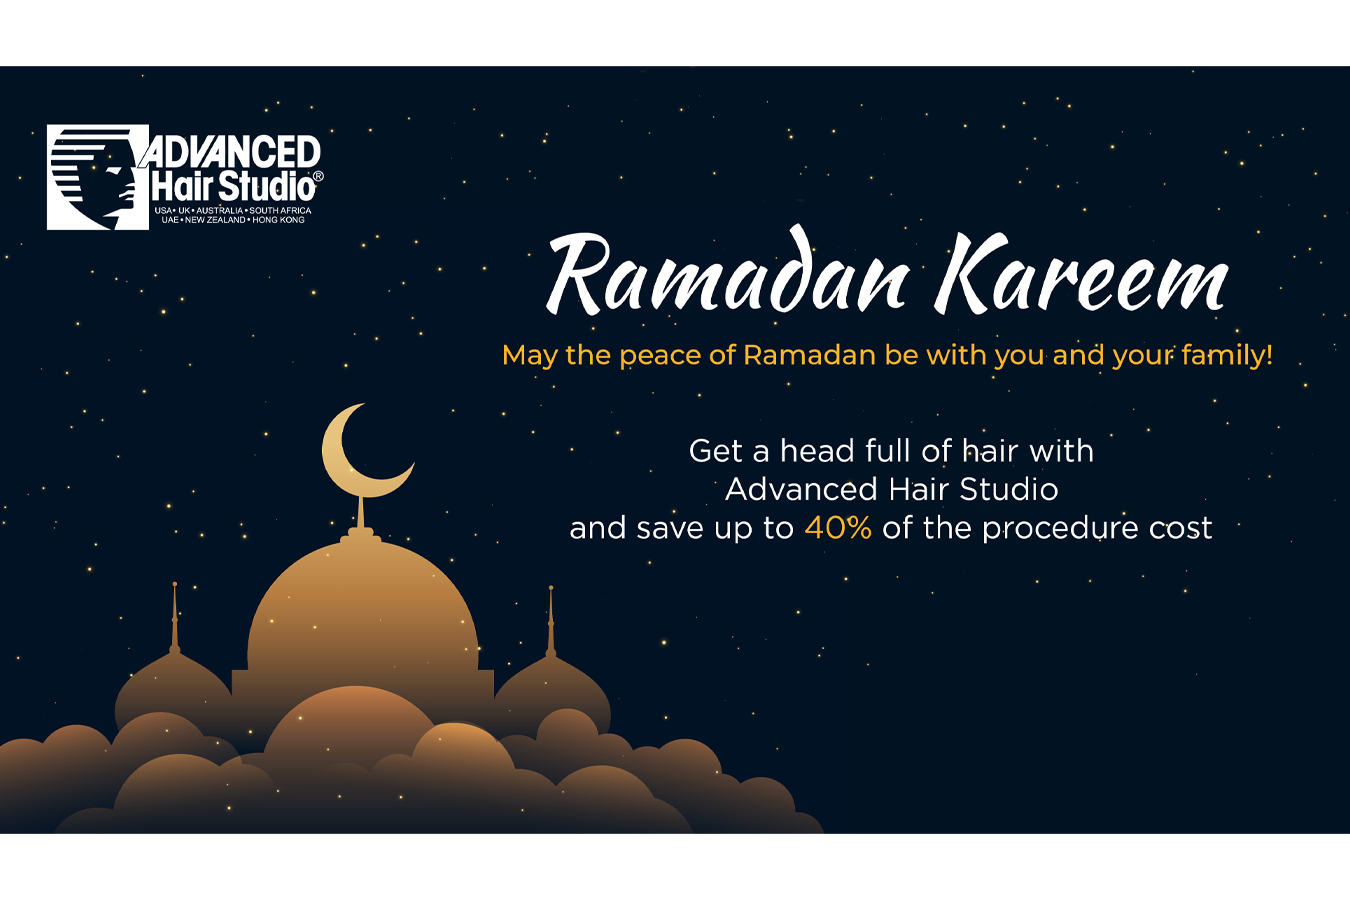 ADVANCED
Hair Studio®
USA • UK • AUSTRALIA • SOUTH AFRICA
UAE • NEW ZEALAND • HONG KONG
Ramadan Kareem
May the peace of Ramadan be with you and your family!
Get a head full of hair with
Advanced Hair Studio
and save up to 40% of the procedure cost